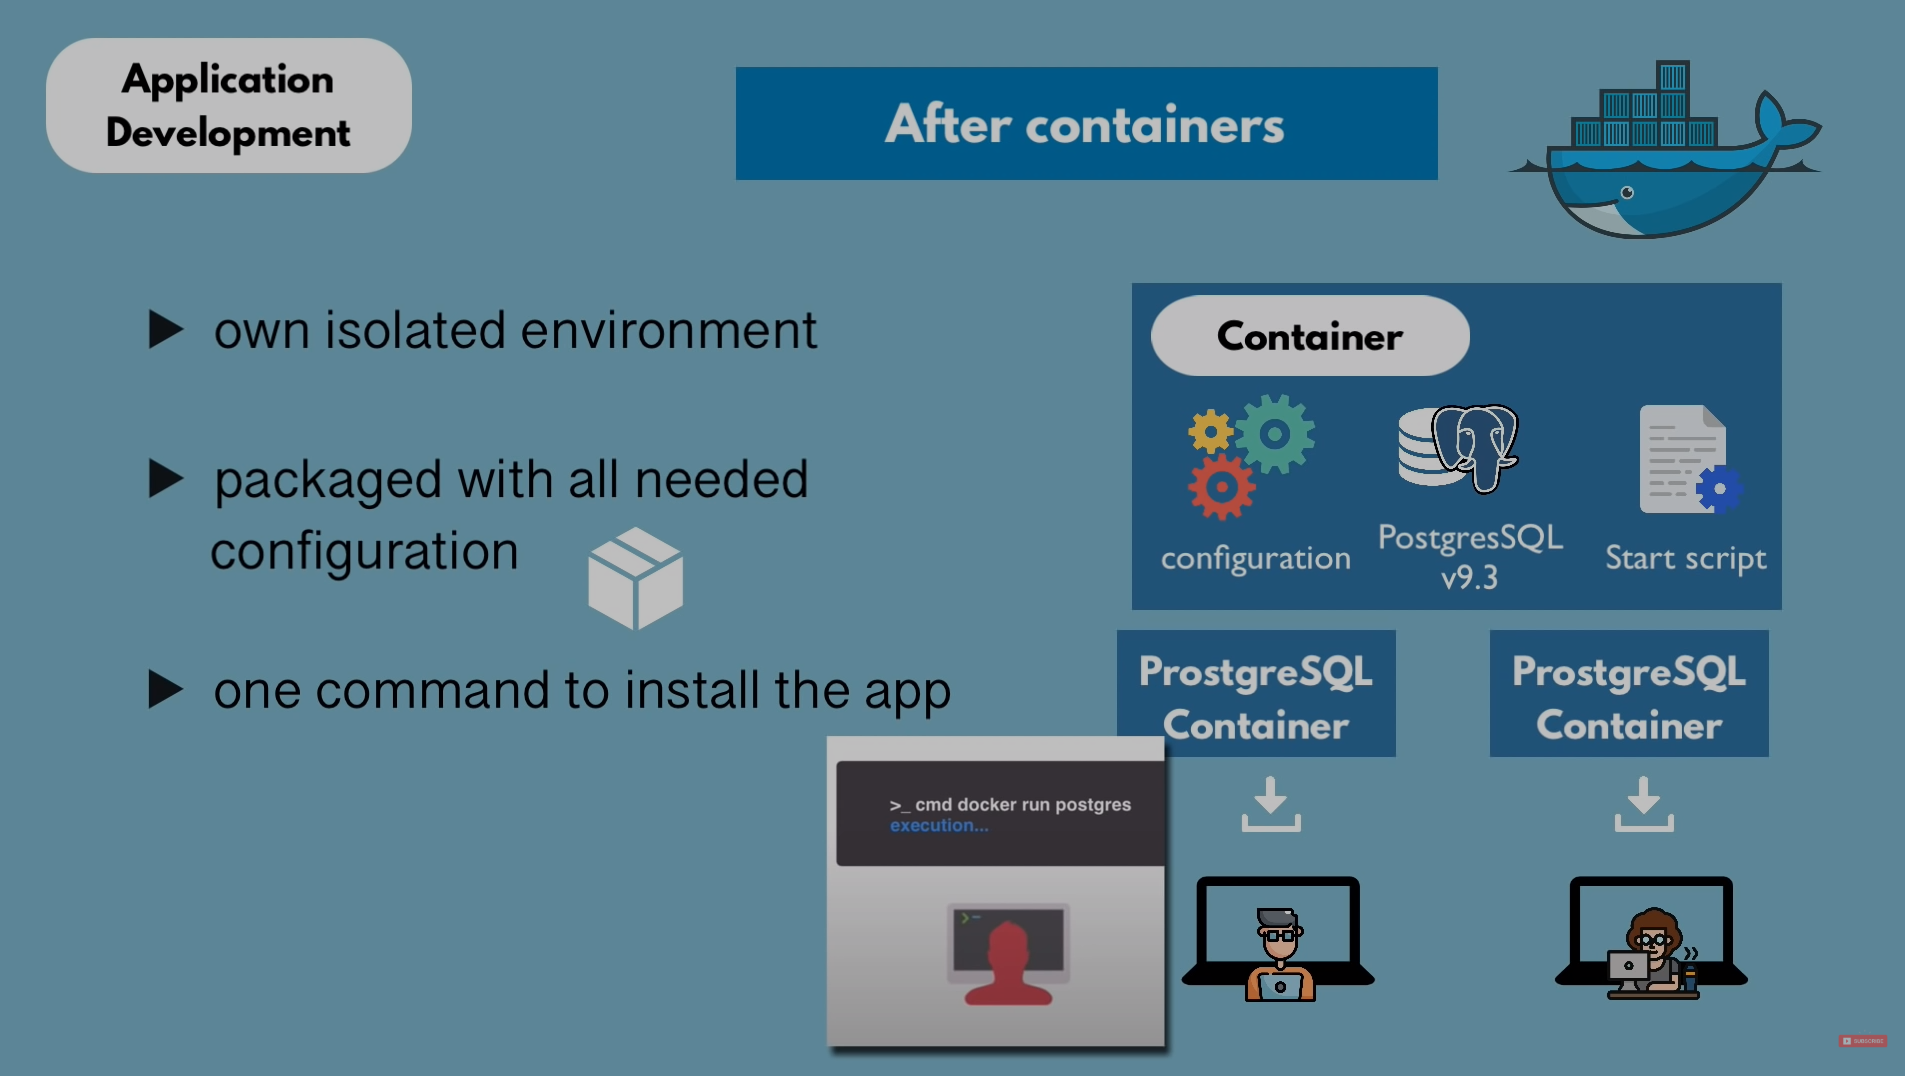 Application
Development
After containers
own isolated environment
packaged with all needed
configuration
one command to install the app
Container
configuration
PostgresSQL
v9.3
Start script
ProstgreSQL
Container
ProstgreSQL
Container
>_ cmd docker run postgres
execution...
SUBSCRIBE